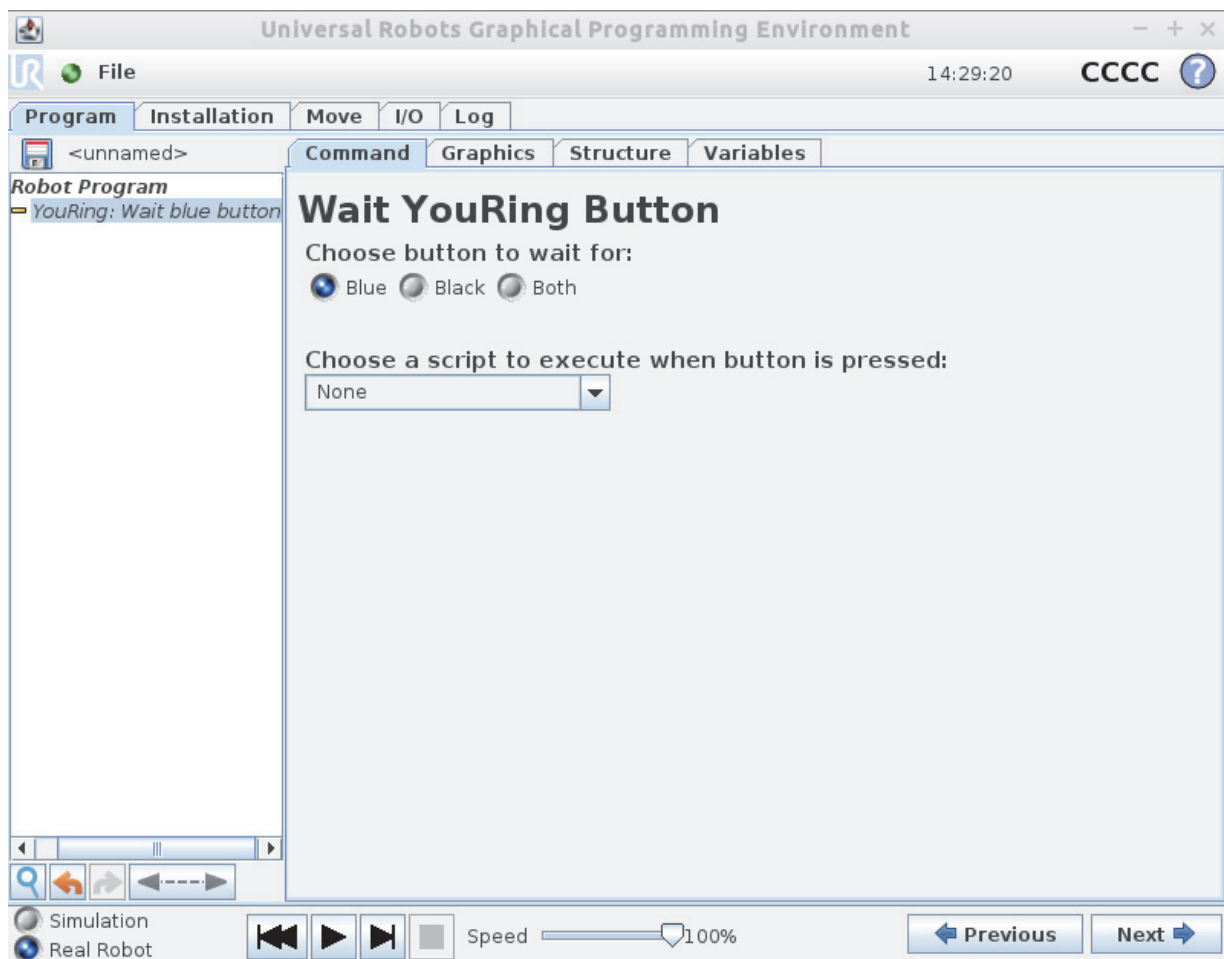 Universal Robots Graphical Programming Environment
File 14:29:20 CCCC ?
Program Installation Move I/O Log
<unnamed> Command Graphics Structure Variables
Robot Program
YouRing: Wait blue button
Wait YouRing Button
Choose button to wait for:
Blue Black Both
Choose a script to execute when button is pressed:
None
Simulation
Real Robot
Speed 100%
Previous Next